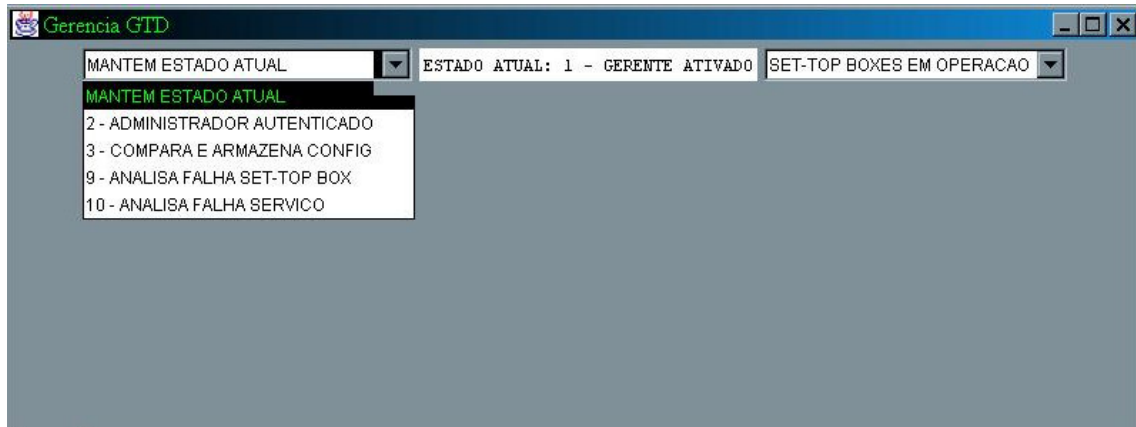 Gerencia GTD
MANTEM ESTADO ATUAL
ESTADO ATUAL: 1 - GERENTE ATIVADO
SET-TOP BOXES EM OPERACAO
MANTEM ESTADO ATUAL
2 - ADMINISTRADOR AUTENTICADO
3 - COMPARA E ARMAZENA CONFIG
9 - ANALISA FALHA SET-TOP BOX
10 - ANALISA FALHA SERVICO